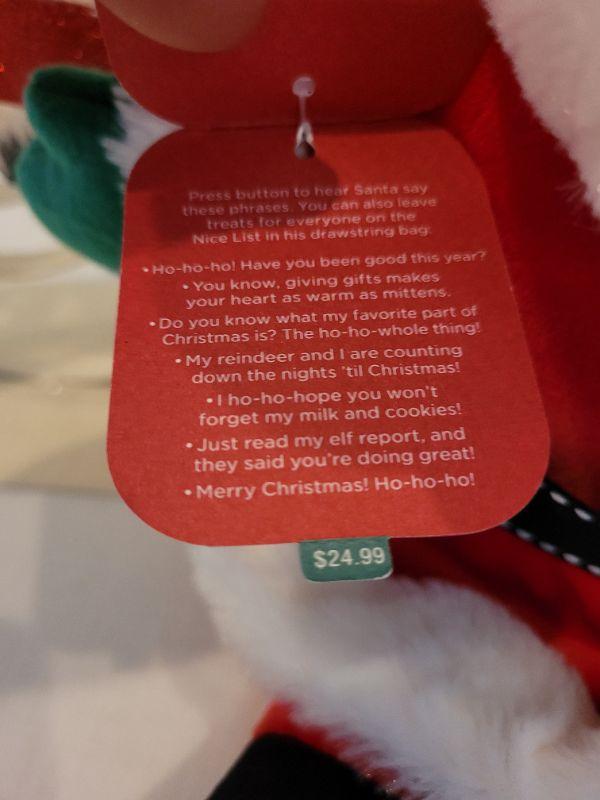 Press button to hear Santa say
these phrases. You can also leave
treats for everyone on the
Nice List in his drawstring bag.
• Ho-ho-ho! Have you been good this year?
• You know, giving gifts makes
your heart as warm as mittens.
• Do you know what my favorite part of
Christmas is? The ho-ho-whole thing!
• My reindeer and I are counting
down the nights 'til Christmas!
• I ho-ho-hope you won't
forget my milk and cookies!
• Just read my elf report, and
they said you're doing great!
• Merry Christmas! Ho-ho-ho!
$24.99